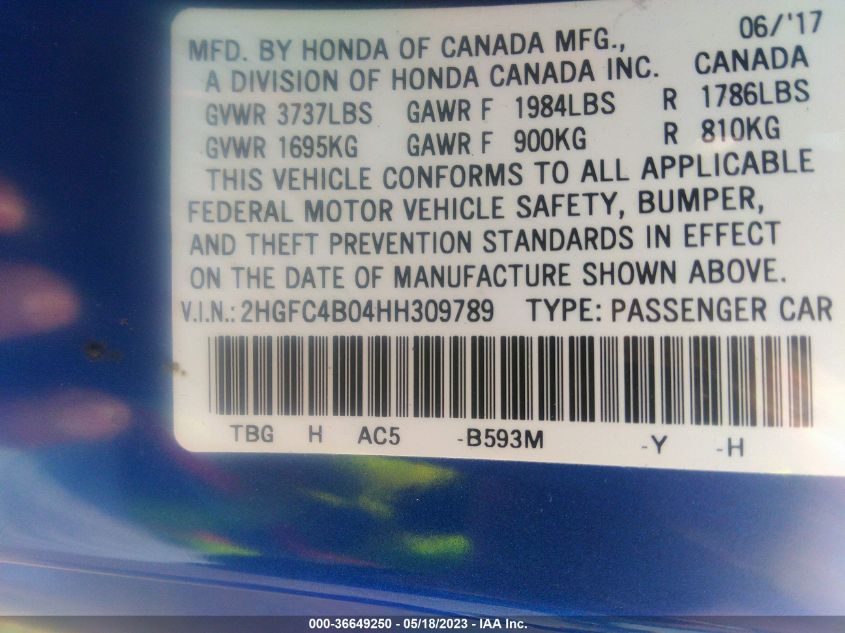 06/'17
MFD. BY HONDA OF CANADA MFG.,
A DIVISION OF HONDA CANADA INC. CANADA
GVWR 3737LBS GAWR F 1984LBS R 1786LBS
GVWR 1695KG GAWR F 900KG R 810KG
THIS VEHICLE CONFORMS TO ALL APPLICABLE
FEDERAL MOTOR VEHICLE SAFETY, BUMPER,
AND THEFT PREVENTION STANDARDS IN EFFECT
ON THE DATE OF MANUFACTURE SHOWN ABOVE.
V.I.N.: 2HGFC4B04HH309789 TYPE: PASSENGER CAR
TBG H AC5 -B593M -Y -H
000-36649250 - 05/18/2023 - IAA Inc.